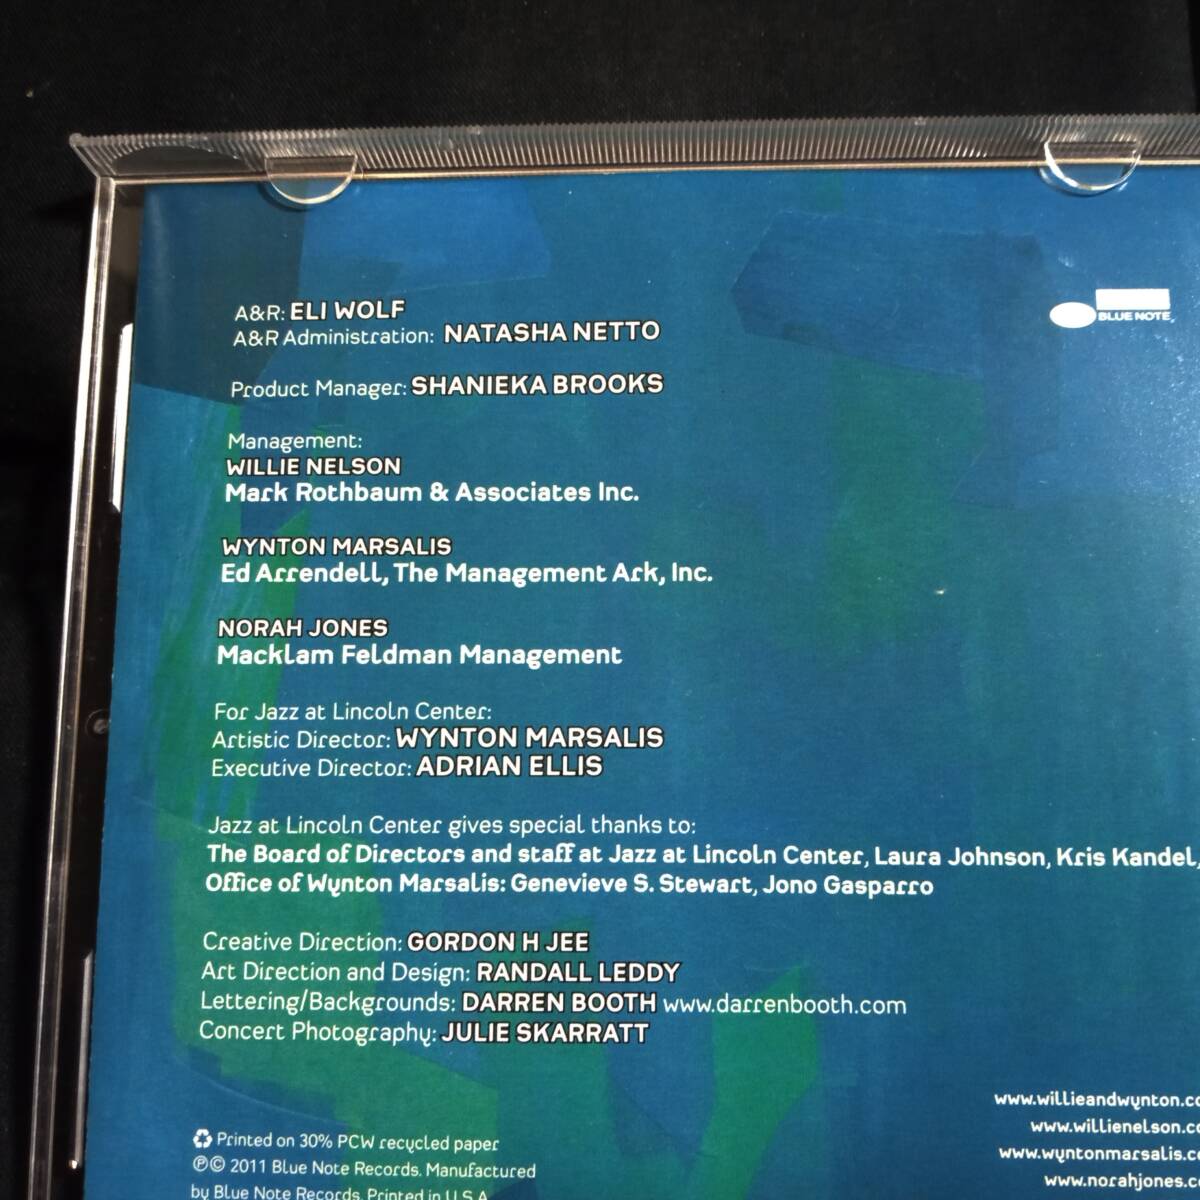 A&R: ELI WOLF
A&R Administration: NATASHA NETTO
BLUE NOTE
Product Manager: SHANIEKA BROOKS
Management:
WILLIE NELSON
Mark Rothbaum & Associates Inc.
WYNTON MARSALIS
Ed Arrendell, The Management Ark, Inc.
NORAH JONES
Macklam Feldman Management
For Jazz at Lincoln Center:
Artistic Director: WYNTON MARSALIS
Executive Director: ADRIAN ELLIS
Jazz at Lincoln Center gives special thanks to:
The Board of Directors and staff at Jazz at Lincoln Center, Laura Johnson, Kris Kandel,
Office of Wynton Marsalis: Genevieve S. Stewart, Jono Gasparro
Creative Direction: GORDON H JEE
Art Direction and Design: RANDALL LEDDY
Lettering/Backgrounds: DARREN BOOTH www.darrenbooth.com
Concert Photography: JULIE SKARRATT
www.willieandwynton.co
www.willienelson.co
www.wyntonmarsalis.co
www.norahjones.c
Printed on 30% PCW recycled paper
℗© 2011 Blue Note Records. Manufactured
by Blue Note Records. Printed in U.S.A.